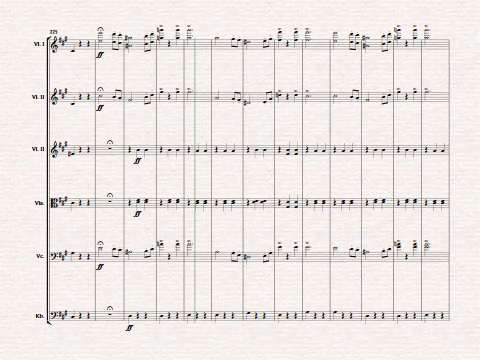 225
Vl. I
ff
Vl. II
ff
Vl. II
ff
Vla.
ff
Vc.
ff
Kb.
ff